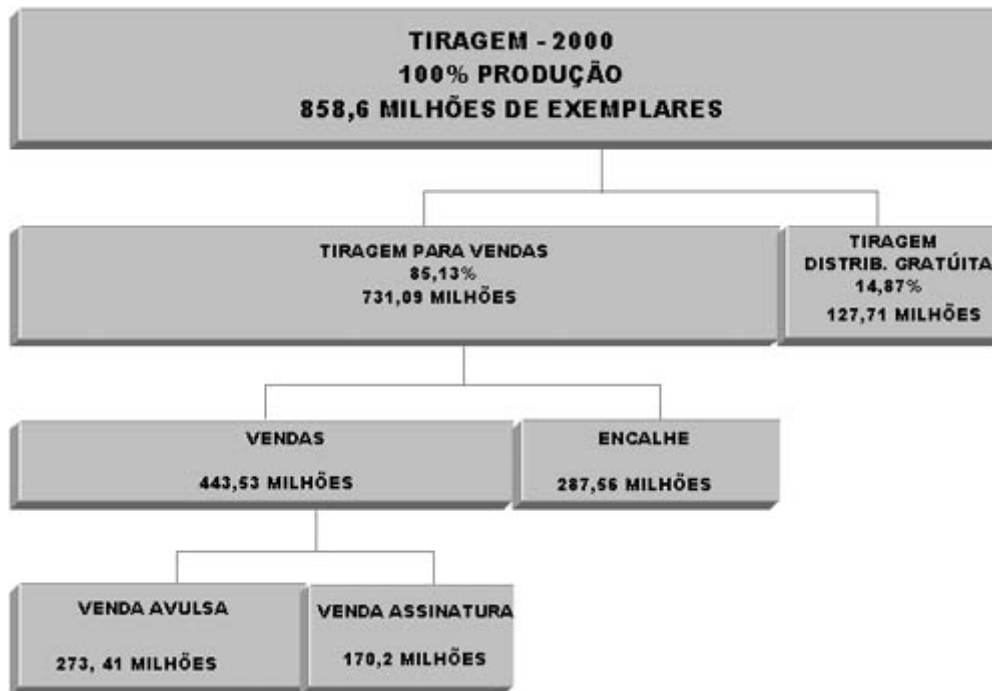 TIRAGEM - 2000
100% PRODUÇÃO
858,6 MILHÕES DE EXEMPLARES
TIRAGEM PARA VENDAS
85,13%
731,09 MILHÕES
TIRAGEM
DISTRIB. GRATÚITA
14,87%
127,71 MILHÕES
VENDAS
443,53 MILHÕES
ENCALHE
287,56 MILHÕES
VENDA AVULSA
273, 41 MILHÕES
VENDA ASSINATURA
170,2 MILHÕES